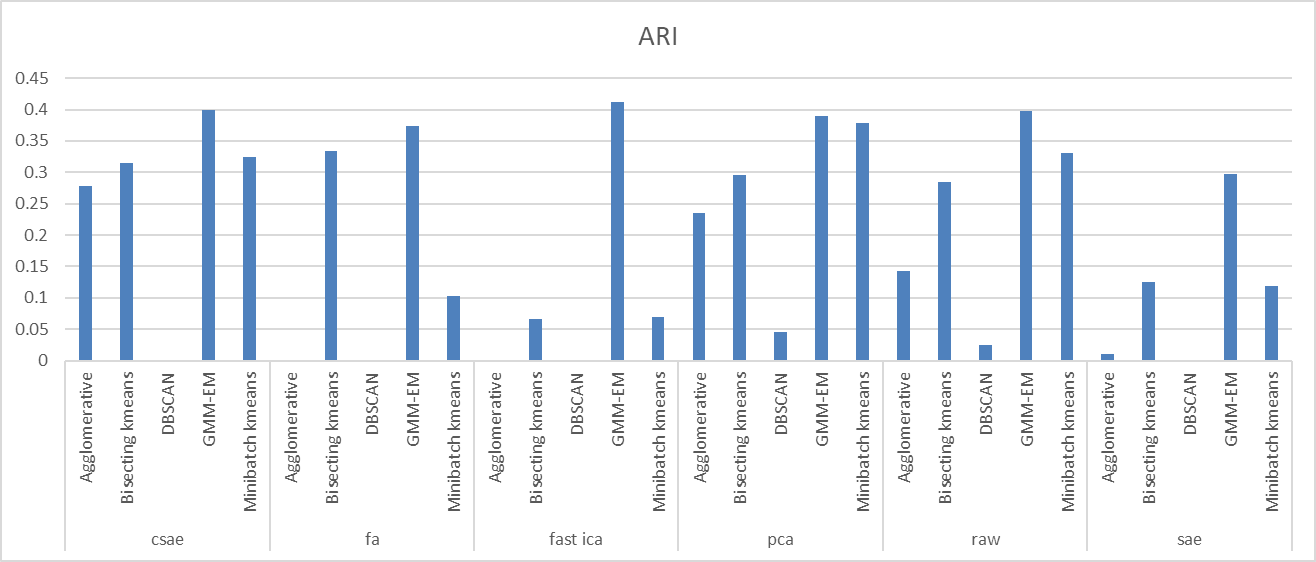 ARI
0.45
0.4
0.35
0.3
0.25
0.2
0.15
0.1
0.05
0
Agglomerative
Bisecting kmeans
DBSCAN
GMM-EM
Minibatch kmeans
Agglomerative
Bisecting kmeans
DBSCAN
GMM-EM
Minibatch kmeans
Agglomerative
Bisecting kmeans
DBSCAN
GMM-EM
Minibatch kmeans
Agglomerative
Bisecting kmeans
DBSCAN
GMM-EM
Minibatch kmeans
Agglomerative
Bisecting kmeans
DBSCAN
GMM-EM
Minibatch kmeans
Agglomerative
Bisecting kmeans
DBSCAN
GMM-EM
Minibatch kmeans
csae
fa
fast ica
pca
raw
sae